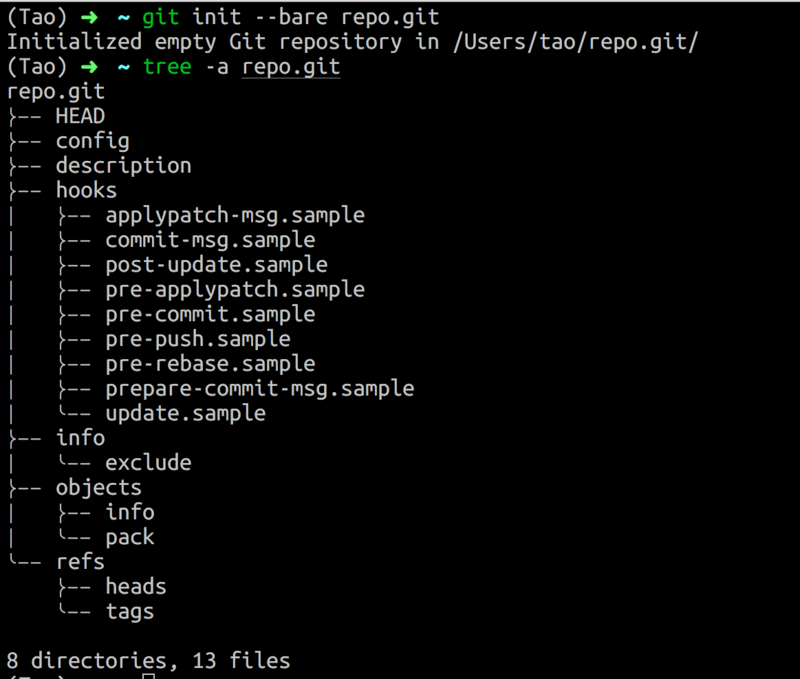 (Tao) ➜  ~ git init --bare repo.git
Initialized empty Git repository in /Users/tao/repo.git/
(Tao) ➜  ~ tree -a repo.git
repo.git
├── HEAD
├── config
├── description
├── hooks
│   ├── applypatch-msg.sample
│   ├── commit-msg.sample
│   ├── post-update.sample
│   ├── pre-applypatch.sample
│   ├── pre-commit.sample
│   ├── pre-push.sample
│   ├── pre-rebase.sample
│   ├── prepare-commit-msg.sample
│   └── update.sample
├── info
│   └── exclude
├── objects
│   ├── info
│   └── pack
└── refs
    ├── heads
    └── tags

8 directories, 13 files